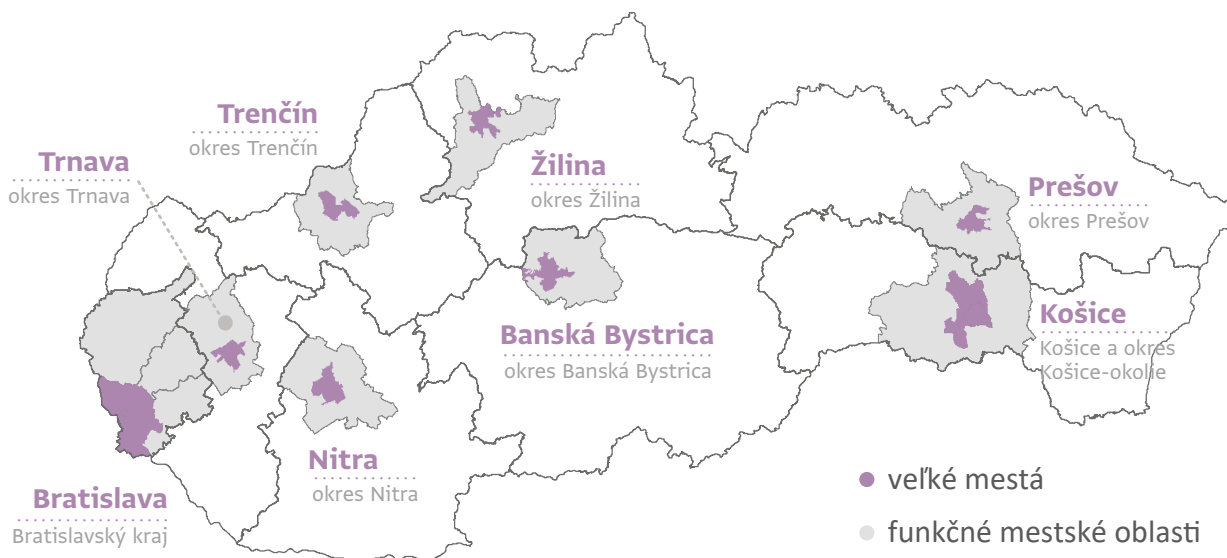 Trenčín
okres Trenčín
Trnava
okres Trnava
Žilina
okres Žilina
Prešov
okres Prešov
Košice
Košice a okres
Košice-okolie
Banská Bystrica
okres Banská Bystrica
Nitra
okres Nitra
Bratislava
Bratislavský kraj
veľké mestá
funkčné mestské oblasti